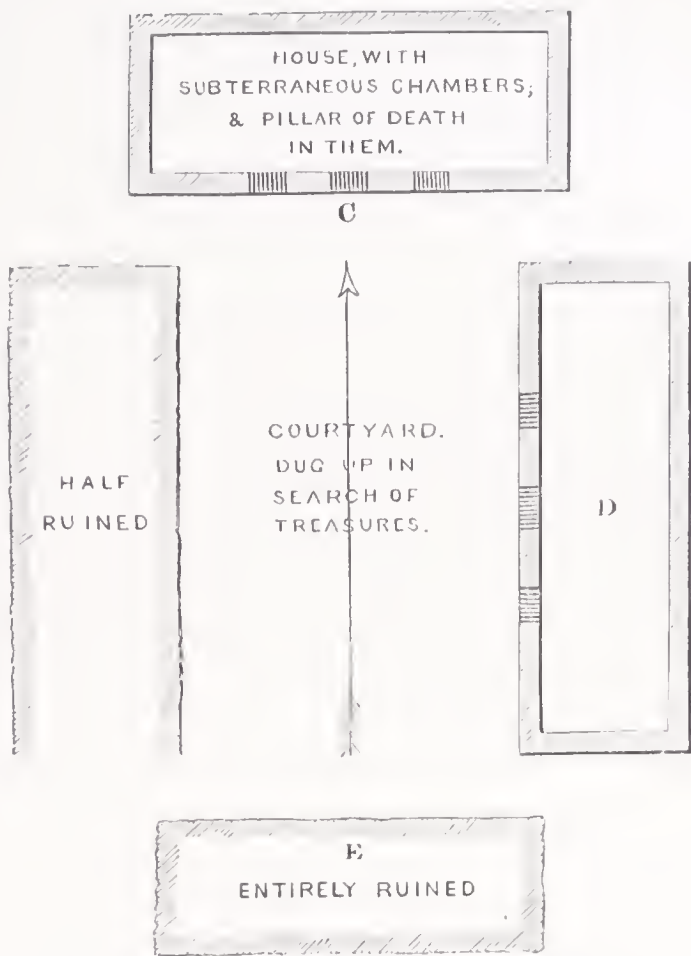 HOUSE, WITH
SUBTERRANEOUS CHAMBERS;
& PILLAR OF DEATH
IN THEM.
C
HALF
RUINED
COURTYARD.
DUG UP IN
SEARCH OF
TREASURES.
D
E
ENTIRELY RUINED